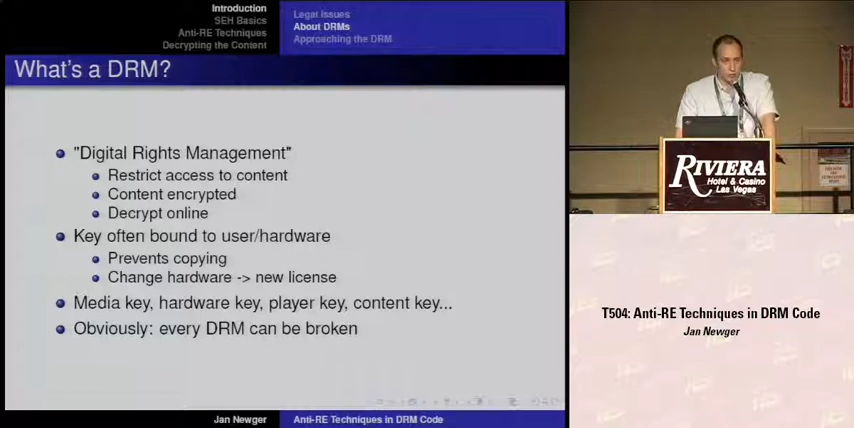 Introduction
SEH Basics
Anti-RE Techniques
Decrypting the Content
Legal Issues
About DRMs
Approaching the DRM
What's a DRM?
"Digital Rights Management"
Restrict access to content
Content encrypted
Decrypt online
Key often bound to user/hardware
Prevents copying
Change hardware -> new license
Media key, hardware key, player key, content key...
Obviously: every DRM can be broken
Jan Newger
Anti-RE Techniques in DRM Code
RIVIERA
Hotel & Casino
Las Vegas
T504: Anti-RE Techniques in DRM Code
Jan Newger